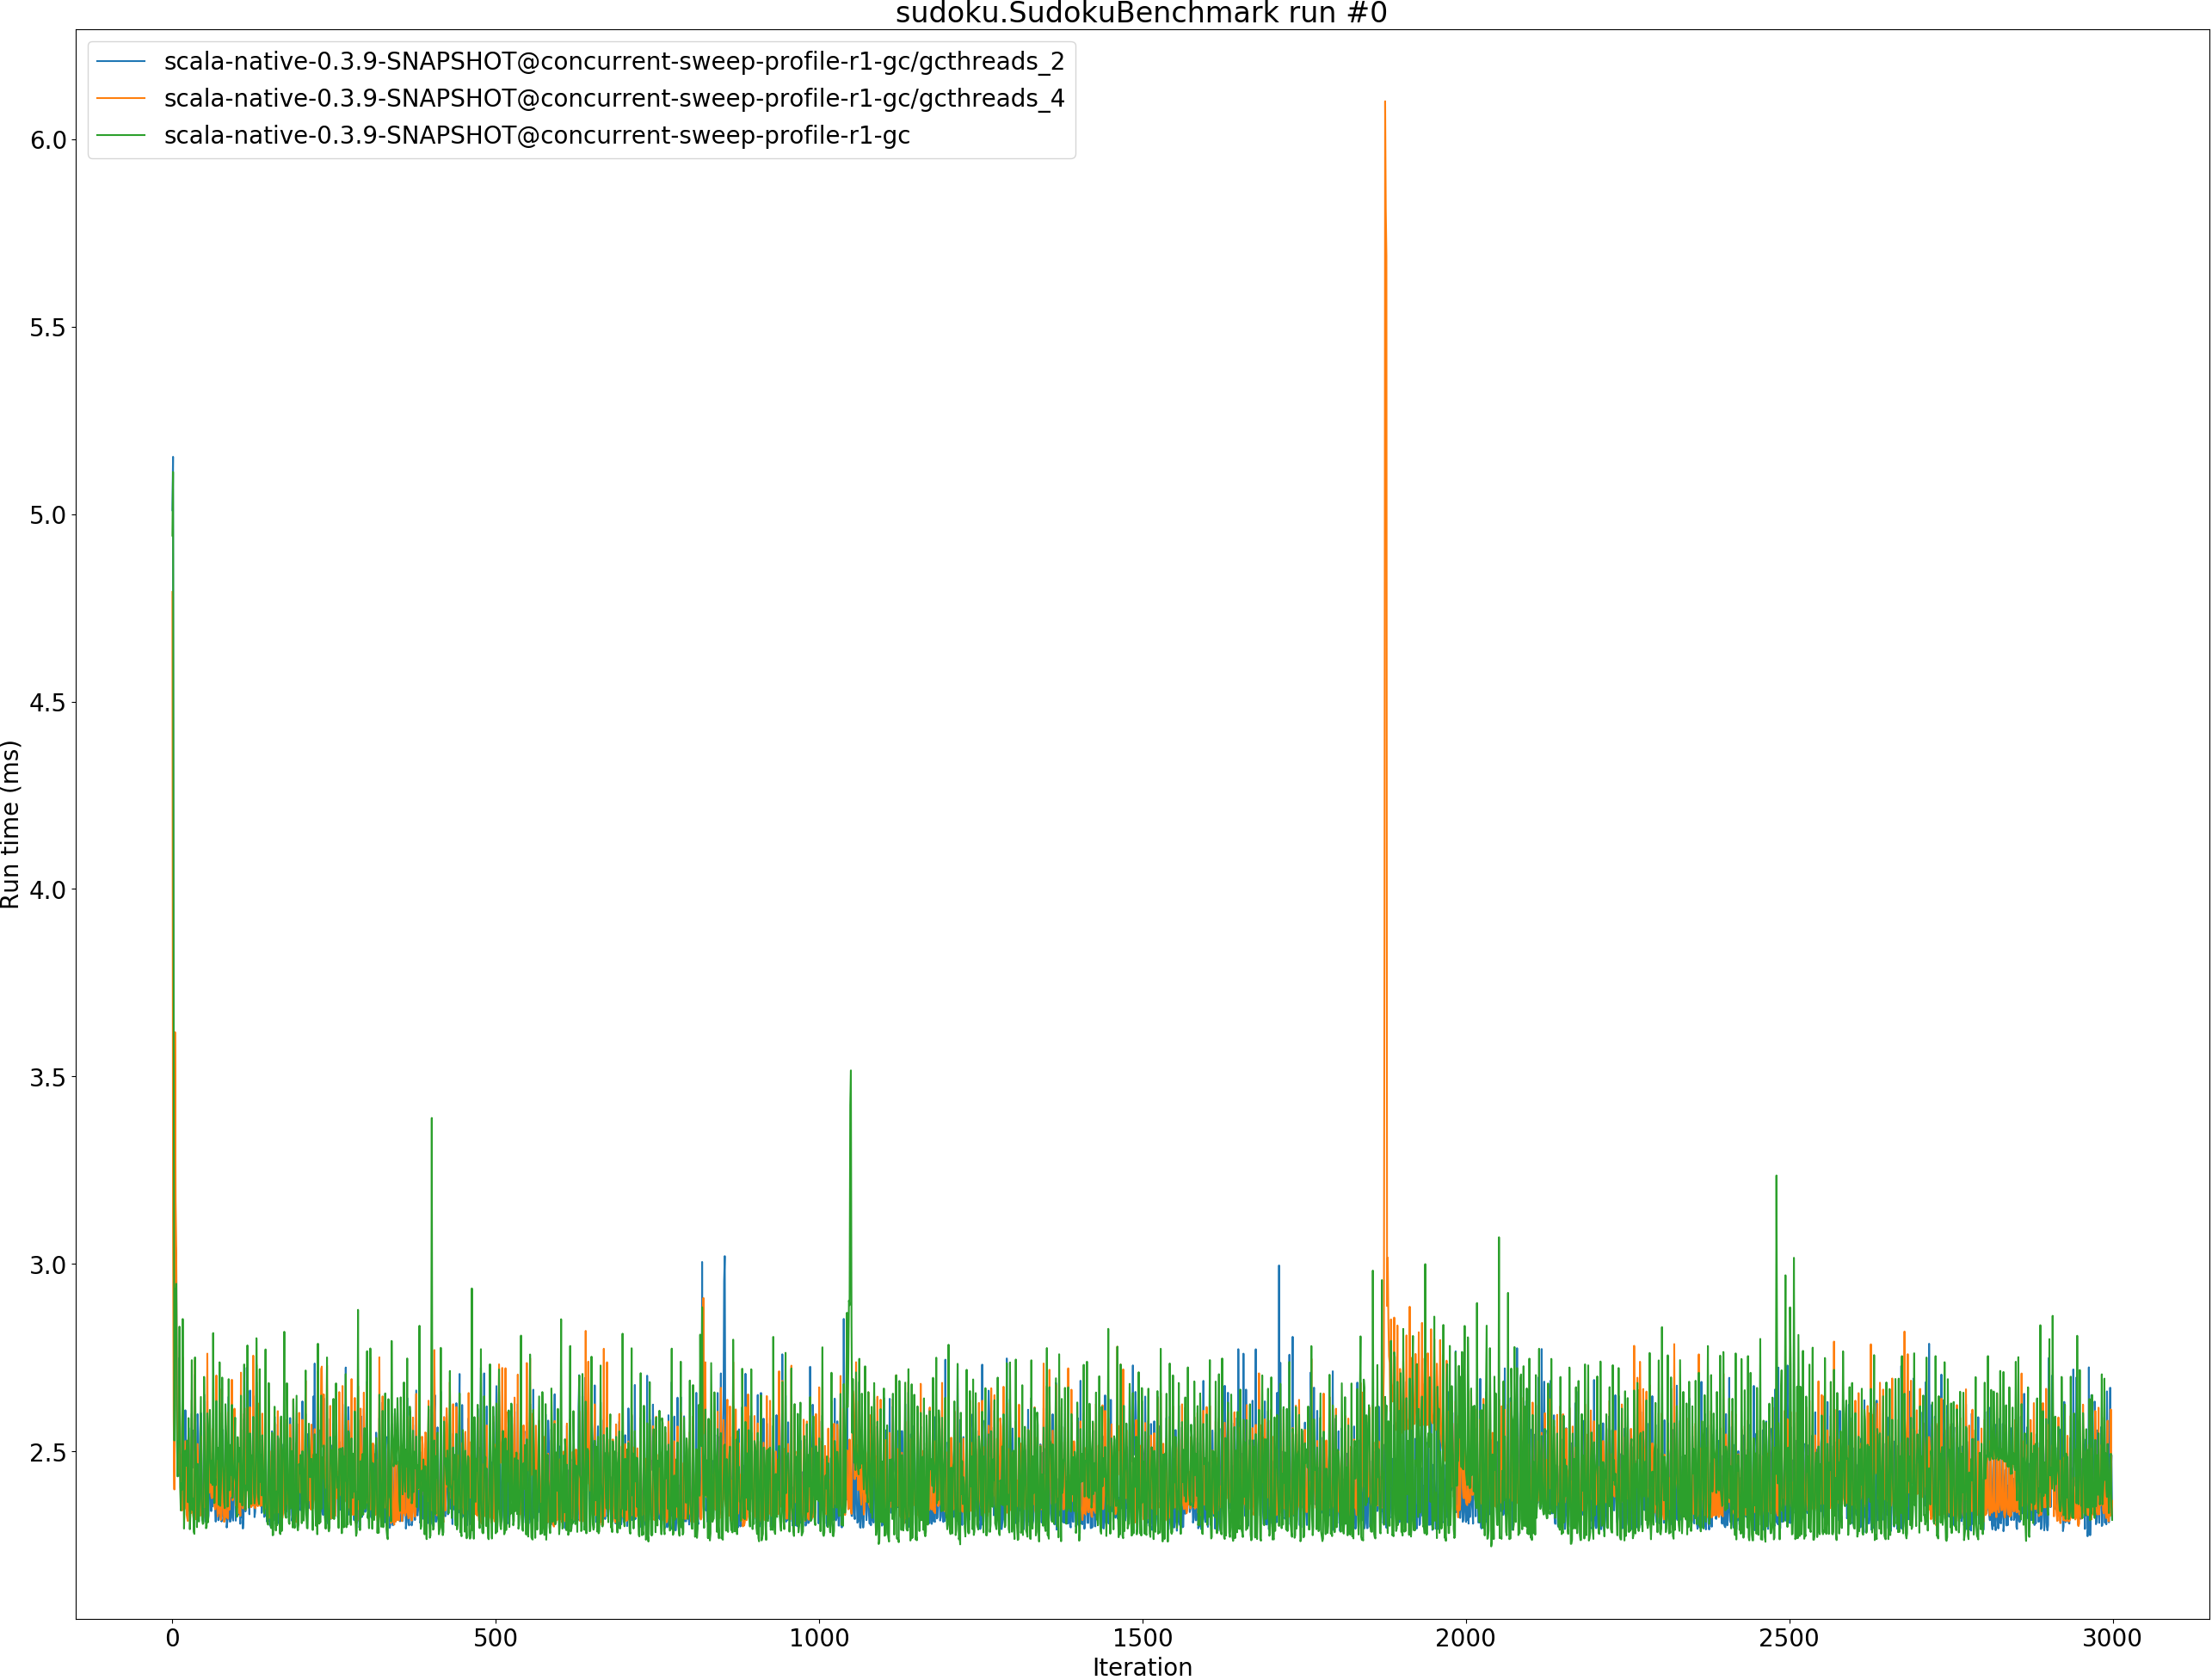 sudoku.SudokuBenchmark run #0
scala-native-0.3.9-SNAPSHOT@concurrent-sweep-profile-r1-gc/gcthreads_2
scala-native-0.3.9-SNAPSHOT@concurrent-sweep-profile-r1-gc/gcthreads_4
scala-native-0.3.9-SNAPSHOT@concurrent-sweep-profile-r1-gc
6.0
5.5
5.0
4.5
4.0
3.5
3.0
2.5
Run time (ms)
0 500 1000 1500 2000 2500 3000
Iteration